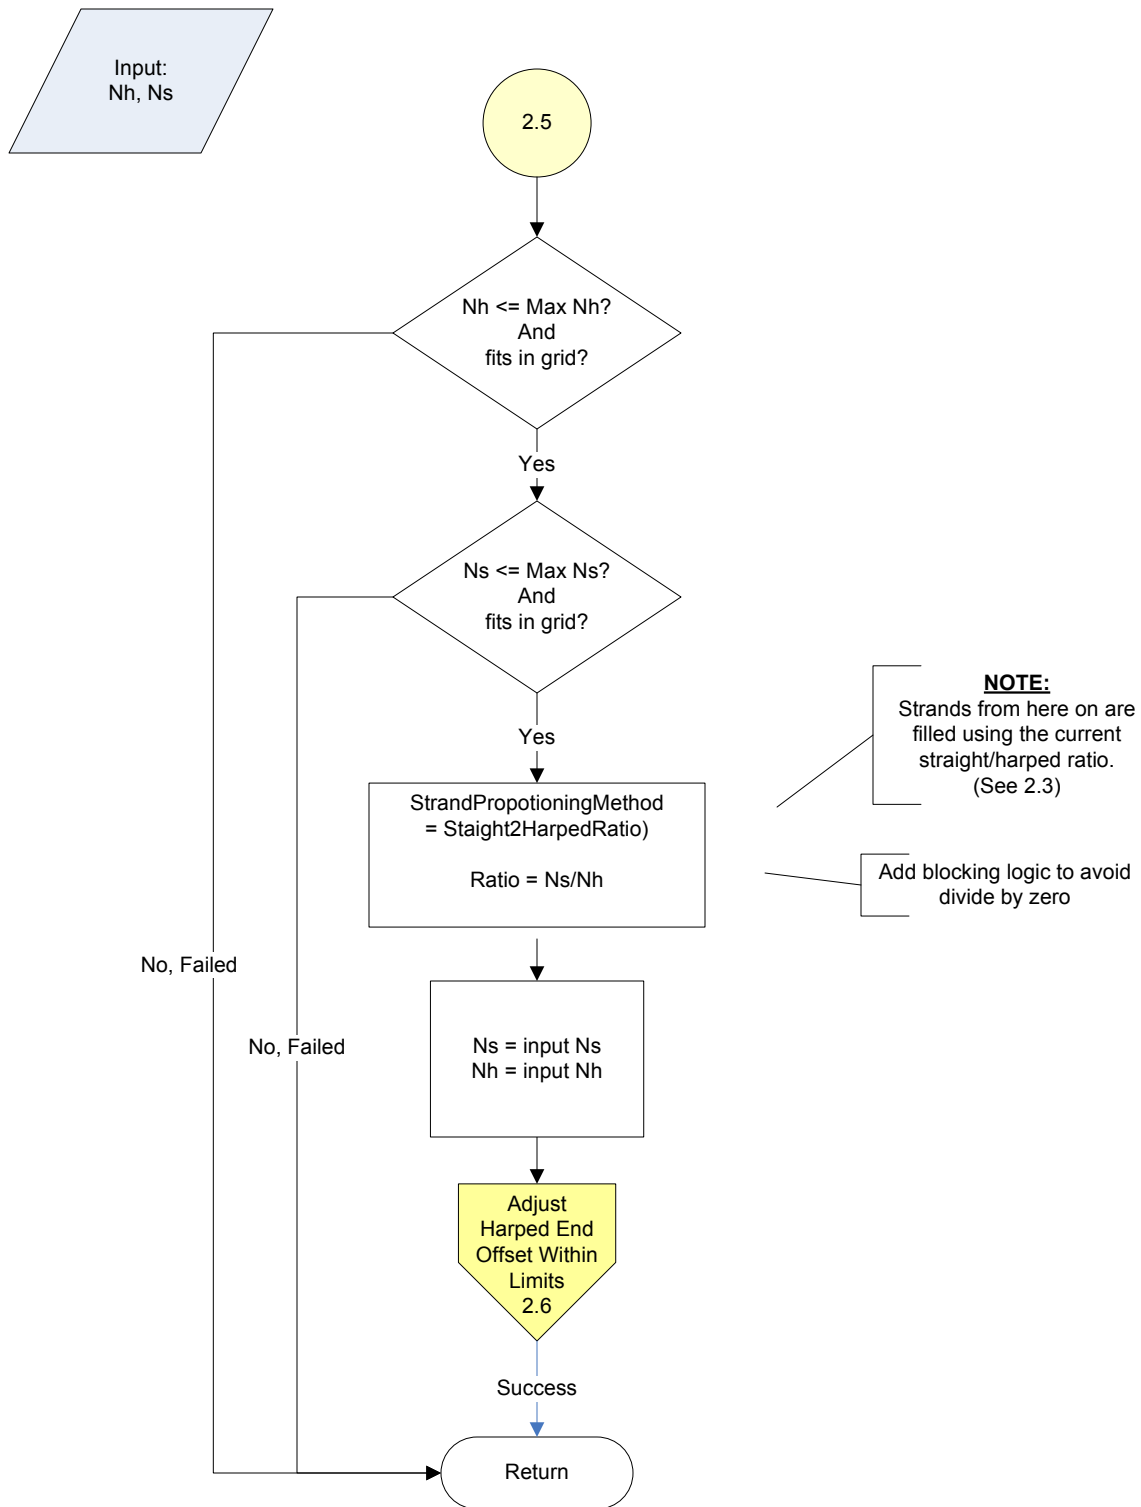 Input:
Nh, Ns
2.5
Nh <= Max Nh?
And
fits in grid?
Yes
Ns <= Max Ns?
And
fits in grid?
Yes
NOTE:
Strands from here on are
filled using the current
straight/harped ratio.
(See 2.3)
StrandPropotioningMethod
= Staight2HarpedRatio)
Ratio = Ns/Nh
Add blocking logic to avoid
divide by zero
No, Failed
No, Failed
Ns = input Ns
Nh = input Nh
Adjust
Harped End
Offset Within
Limits
2.6
Success
Return